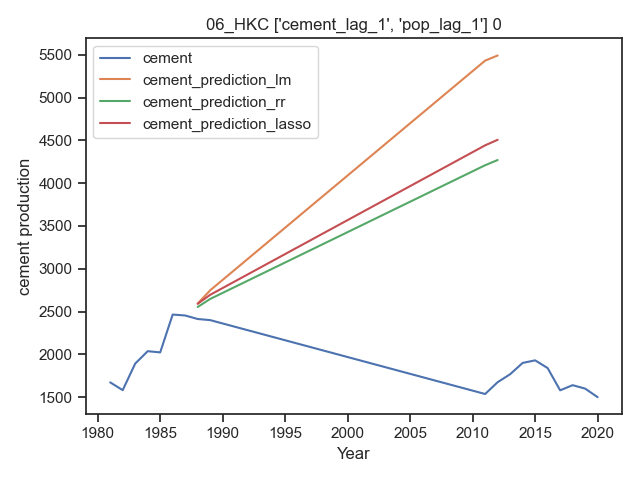 06_HKC ['cement_lag_1', 'pop_lag_1'] 0
cement
cement_prediction_lm
cement_prediction_rr
cement_prediction_lasso
5500
5000
4500
4000
3500
3000
2500
2000
1500
cement production
1980 1985 1990 1995 2000 2005 2010 2015 2020
Year